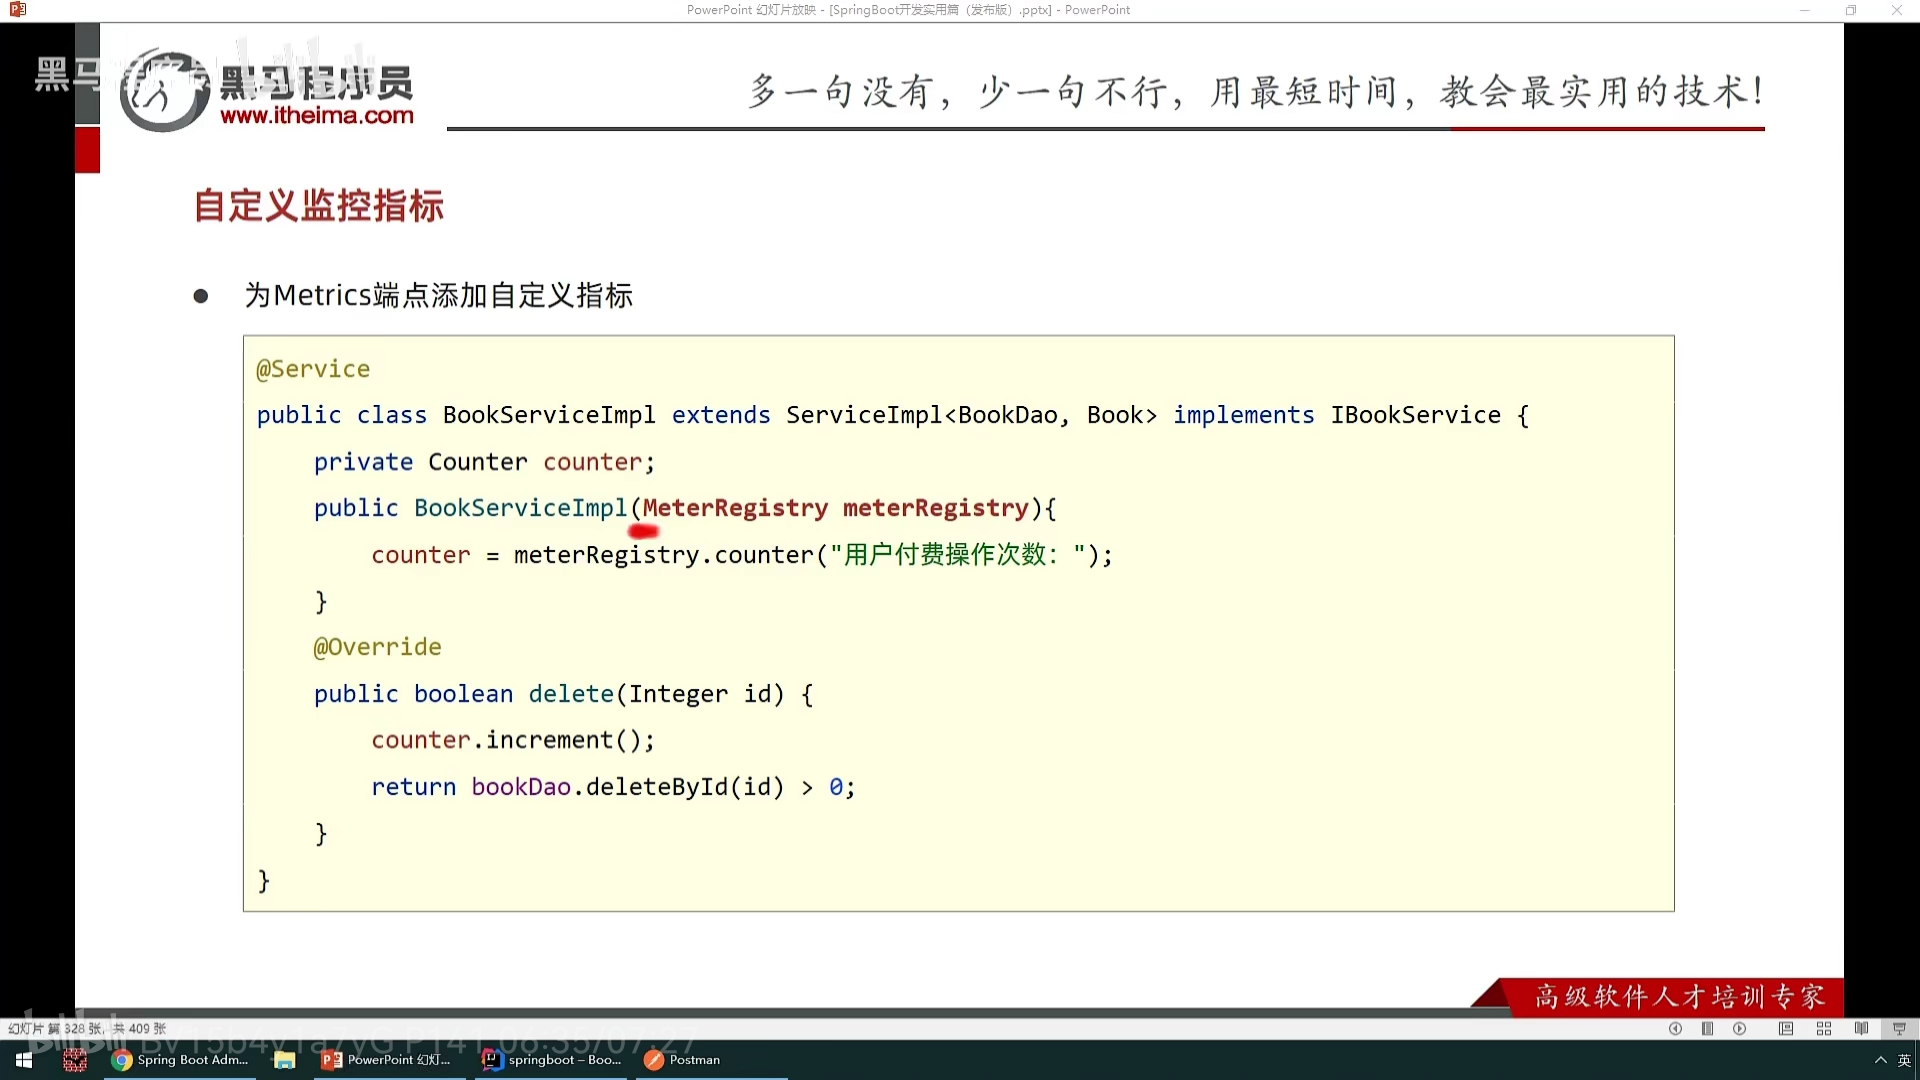 PowerPoint 幻灯片放映 - [SpringBoot开发实用篇（发布版）.pptx] - PowerPoint
黑马程序员
www.itheima.com
多一句没有，少一句不行，用最短时间，教会最实用的技术！
自定义监控指标
● 为Metrics端点添加自定义指标
@Service
public class BookServiceImpl extends ServiceImpl<BookDao, Book> implements IBookService {
    private Counter counter;
    public BookServiceImpl(MeterRegistry meterRegistry){
        counter = meterRegistry.counter("用户付费操作次数：");
    }
    @Override
    public boolean delete(Integer id) {
        counter.increment();
        return bookDao.deleteById(id) > 0;
    }
}
高级软件人才培训专家
幻灯片 第 328 张，共 409 张
Spring Boot Adm...
PowerPoint 幻灯...
springboot – Boo...
Postman
英